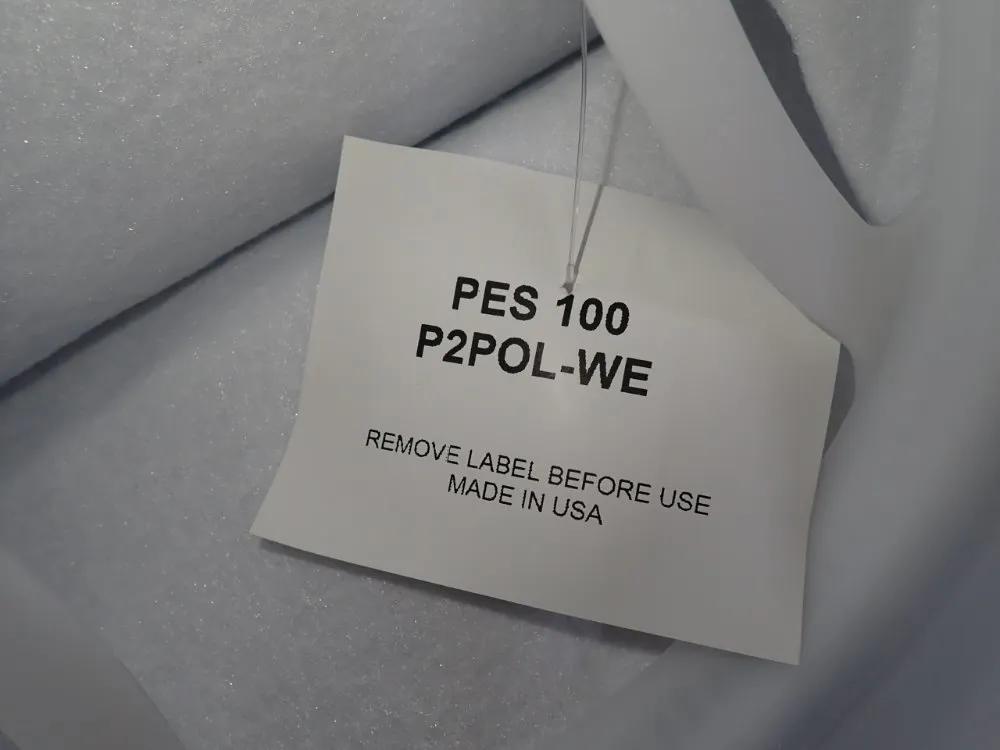 PES 100
P2POL-WE
REMOVE LABEL BEFORE USE
MADE IN USA